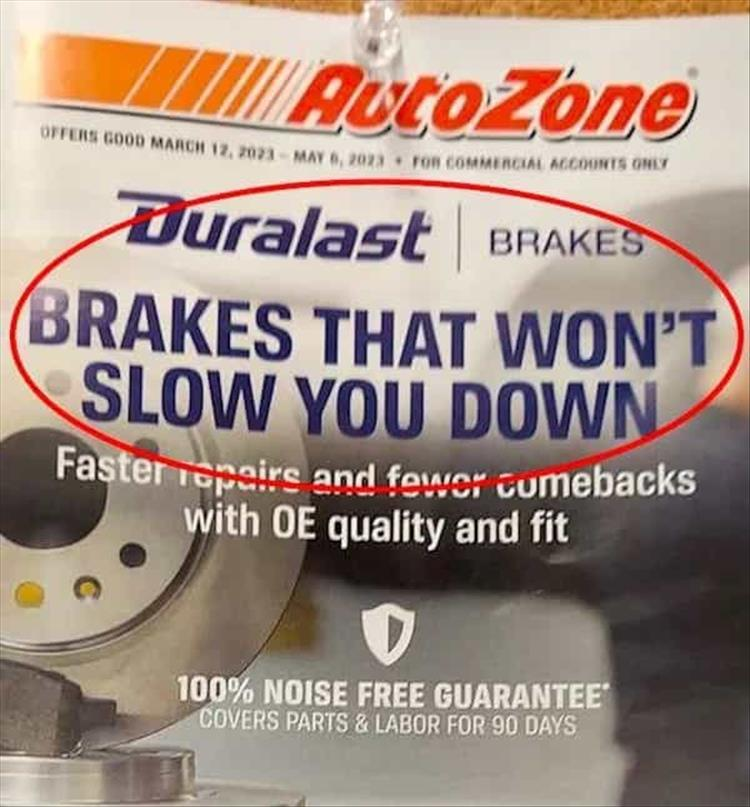 AutoZone
OFFERS GOOD MARCH 12, 2023 - MAY 6, 2023 • FOR COMMERCIAL ACCOUNTS ONLY
Duralast | BRAKES
BRAKES THAT WON'T
SLOW YOU DOWN
Faster repairs and fewer comebacks
with OE quality and fit
100% NOISE FREE GUARANTEE*
COVERS PARTS & LABOR FOR 90 DAYS